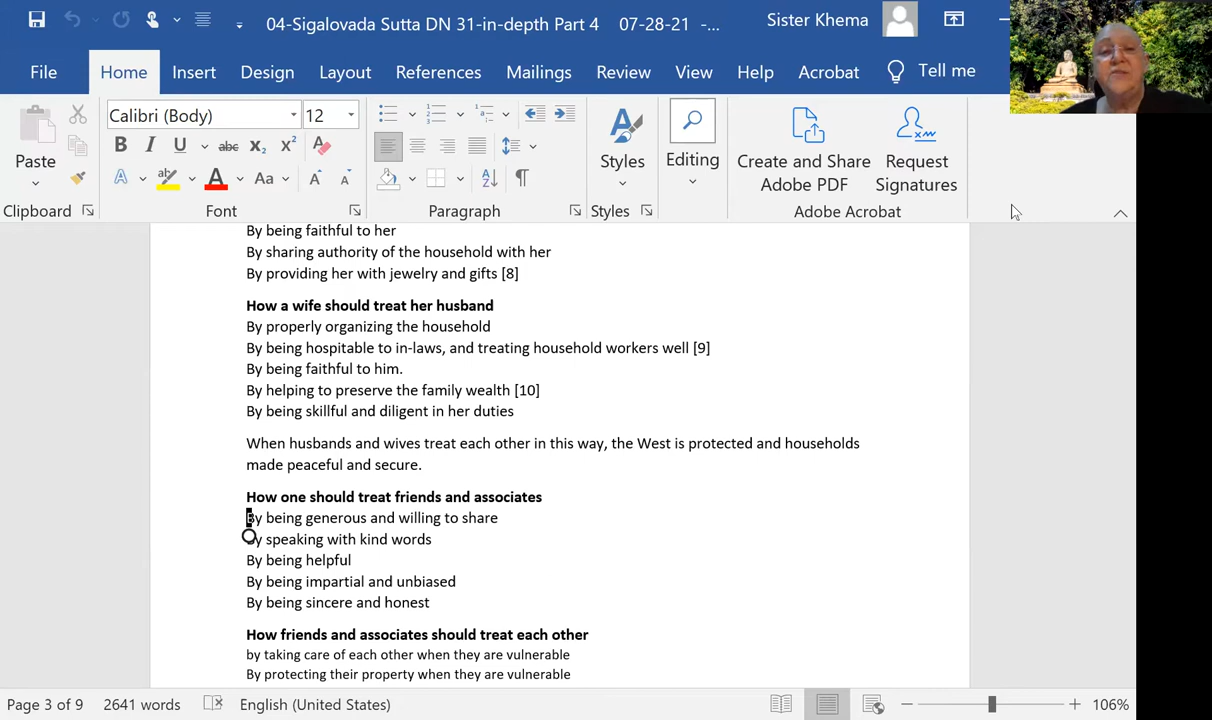 04-Sigalovada Sutta DN 31-in-depth Part 4 07-28-21 -...
Sister Khema
File Home Insert Design Layout References Mailings Review View Help Acrobat Tell me
Calibri (Body) 12
Paste
Styles
Editing
Create and Share Adobe PDF
Request Signatures
Clipboard Font Paragraph Styles Adobe Acrobat
By being faithful to her
By sharing authority of the household with her
By providing her with jewelry and gifts [8]
How a wife should treat her husband
By properly organizing the household
By being hospitable to in-laws, and treating household workers well [9]
By being faithful to him.
By helping to preserve the family wealth [10]
By being skillful and diligent in her duties
When husbands and wives treat each other in this way, the West is protected and households
made peaceful and secure.
How one should treat friends and associates
By being generous and willing to share
By speaking with kind words
By being helpful
By being impartial and unbiased
By being sincere and honest
How friends and associates should treat each other
by taking care of each other when they are vulnerable
By protecting their property when they are vulnerable
Page 3 of 9 2641 words English (United States) 106%